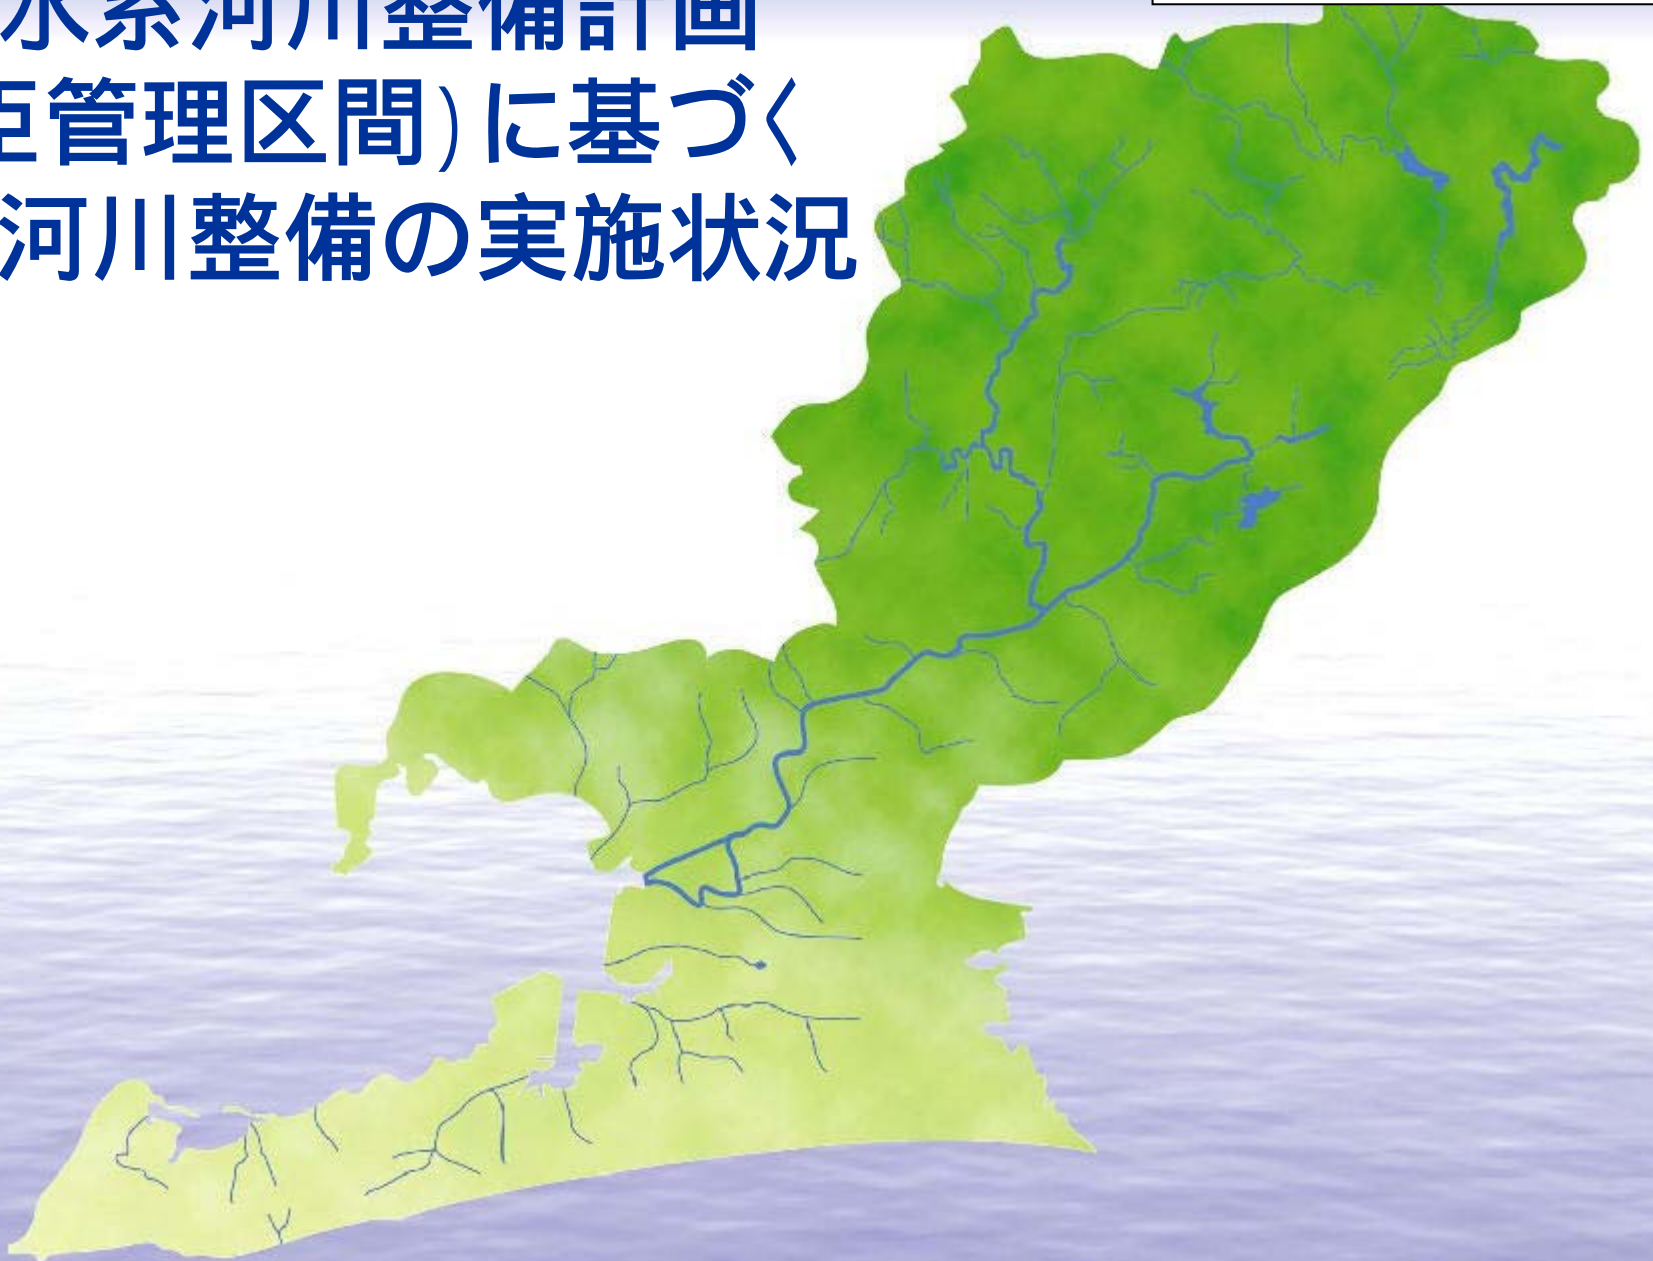 水系河川整備計画
臣管理区間)に基づく
河川整備の実施状況